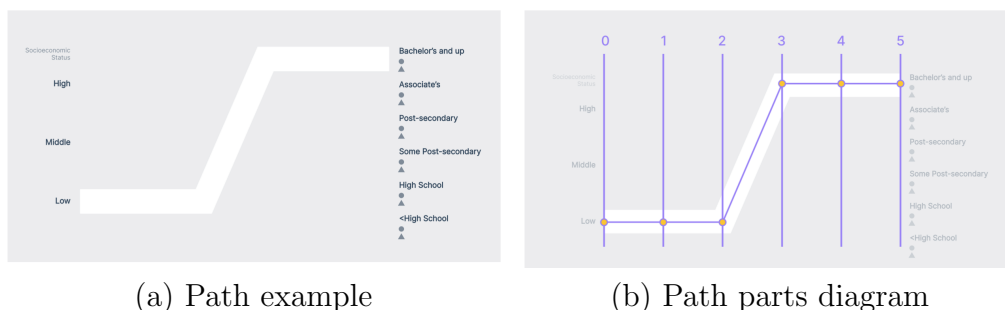 Socioeconomic
Status
High
Middle
Low
Bachelor's and up
Associate's
Post-secondary
Some Post-secondary
High School
<High School
(a) Path example
0 1 2 3 4 5
Socioeconomic
Status
High
Middle
Low
Bachelor's and up
Associate's
Post-secondary
Some Post-secondary
High School
<High School
(b) Path parts diagram